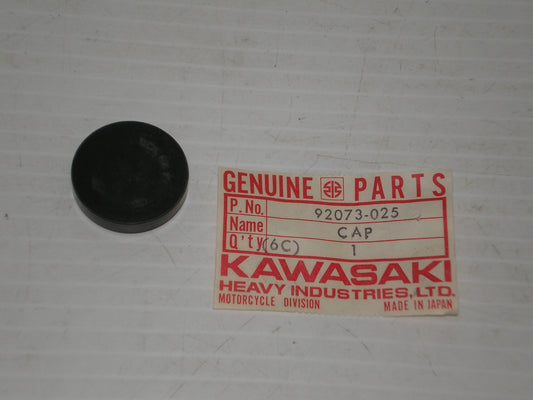 GENUINE PARTS
P. No. 92073-025
Name CAP
Q'ty (6C) 1
KAWASAKI
HEAVY INDUSTRIES, LTD.
MOTORCYCLE DIVISION MADE IN JAPAN